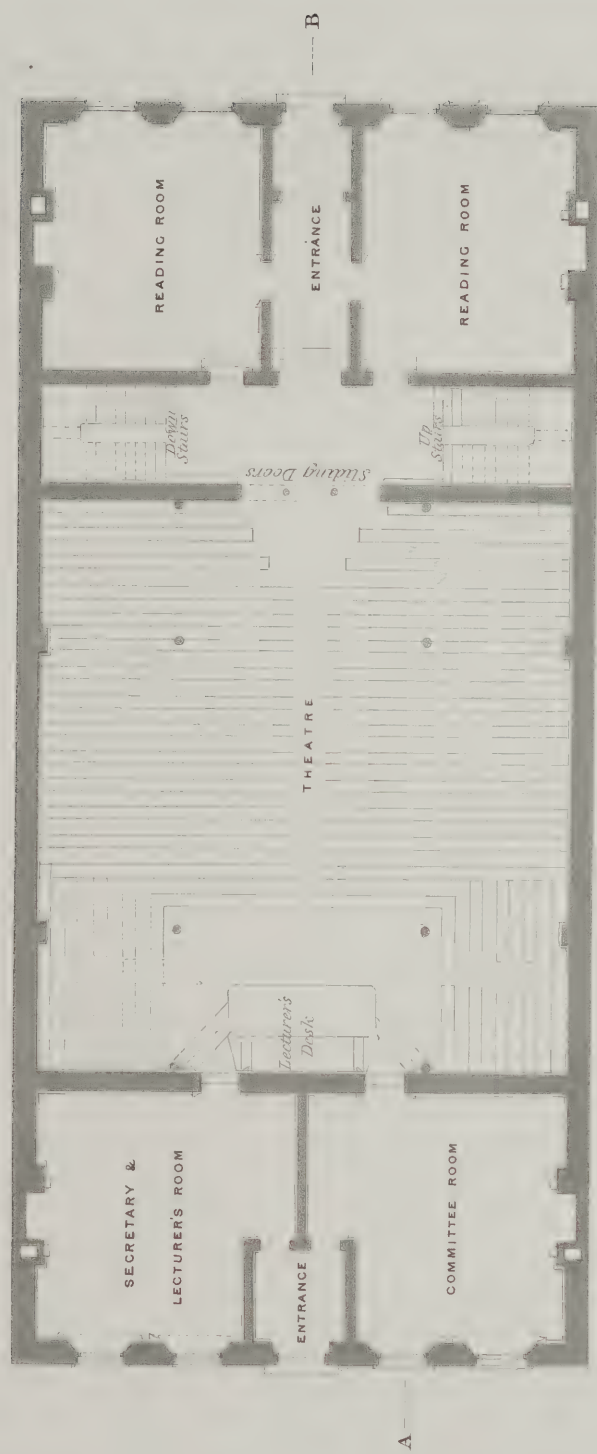 B
READING ROOM
ENTRANCE
READING ROOM
Down
Stairs
Up
Stairs
Sliding Doors
THEATRE
Lecturer's
Desk
SECRETARY &
LECTURER'S ROOM
ENTRANCE
COMMITTEE ROOM
A